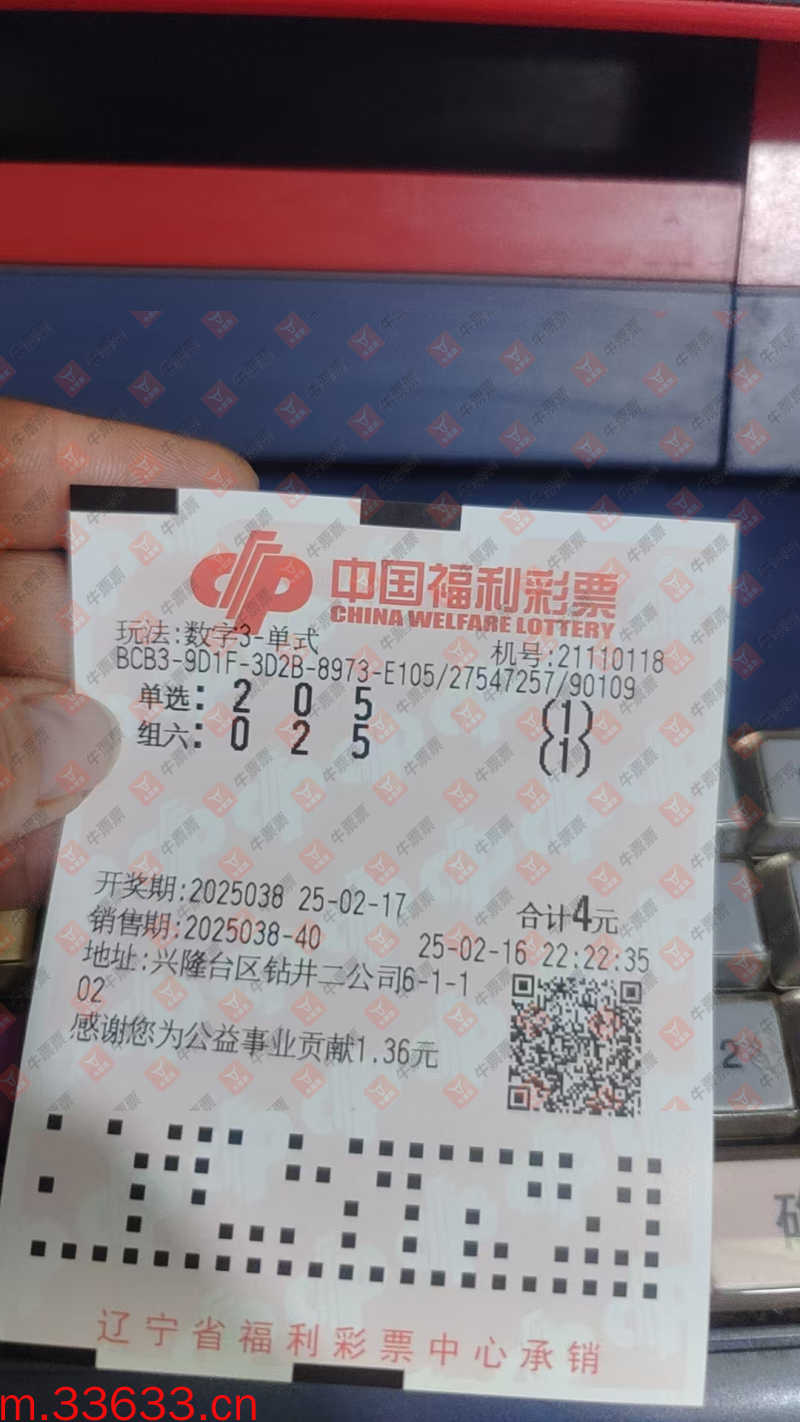 中国福利彩票
CHINA WELFARE LOTTERY
玩法:数字3-单式
机号:21110118
BCB3-9D1F-3D2B-8973-E105/27547257/90109
单选: 2 0 5 (1)
组六: 0 2 5 (1)
开奖期:2025038 25-02-17
合计4元
销售期:2025038-40
25-02-16 22:22:35
地址:兴隆台区钻井二公司6-1-1
02
感谢您为公益事业贡献1.36元
2
辽宁省福利彩票中心承销
牛票票
m.33633.cn